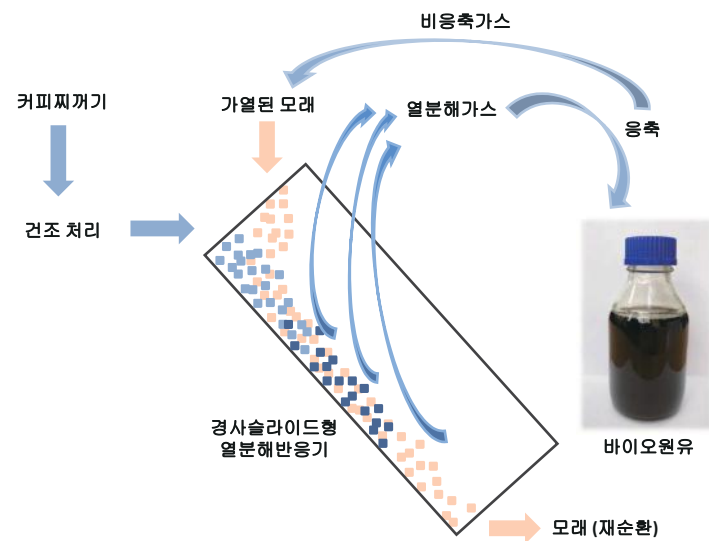 비응축가스
커피찌꺼기
가열된 모래
열분해가스
응축
건조 처리
경사슬라이드형
열분해반응기
바이오원유
모래 (재순환)